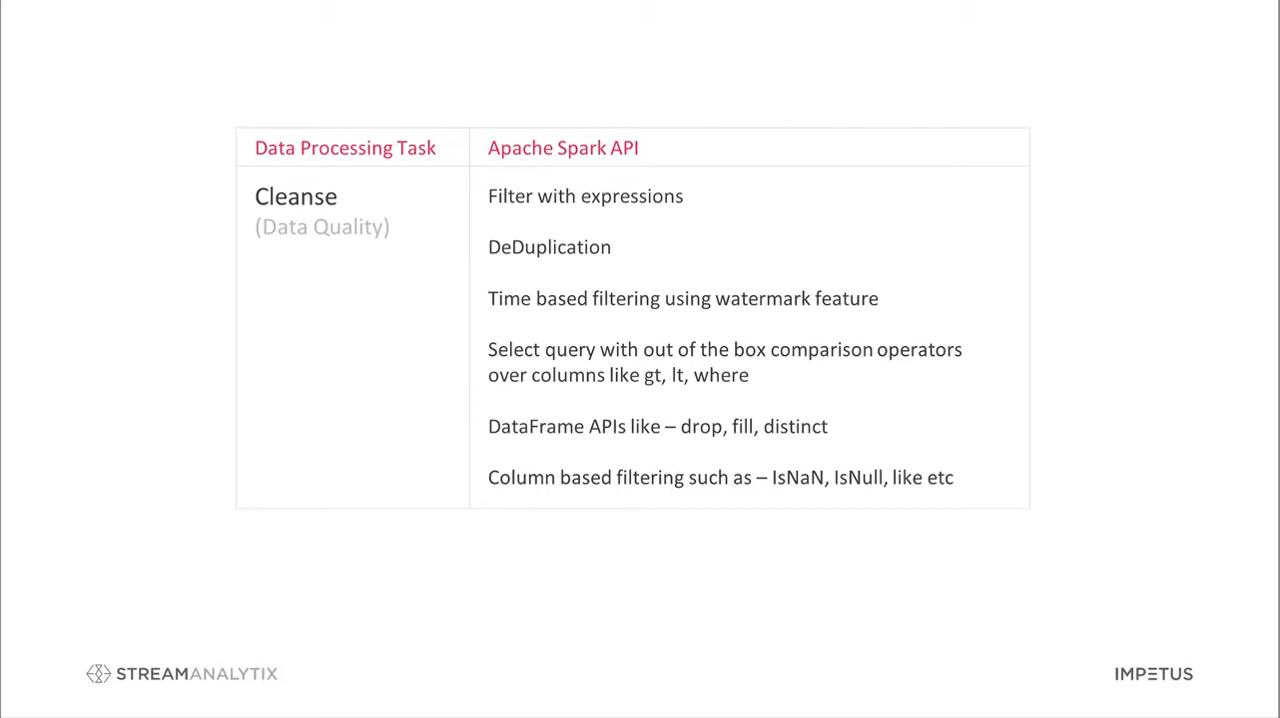 Data Processing Task
Apache Spark API
Cleanse
(Data Quality)
Filter with expressions
DeDuplication
Time based filtering using watermark feature
Select query with out of the box comparison operators
over columns like gt, lt, where
DataFrame APIs like – drop, fill, distinct
Column based filtering such as – IsNaN, IsNull, like etc
STREAMANALYTIX
IMPETUS